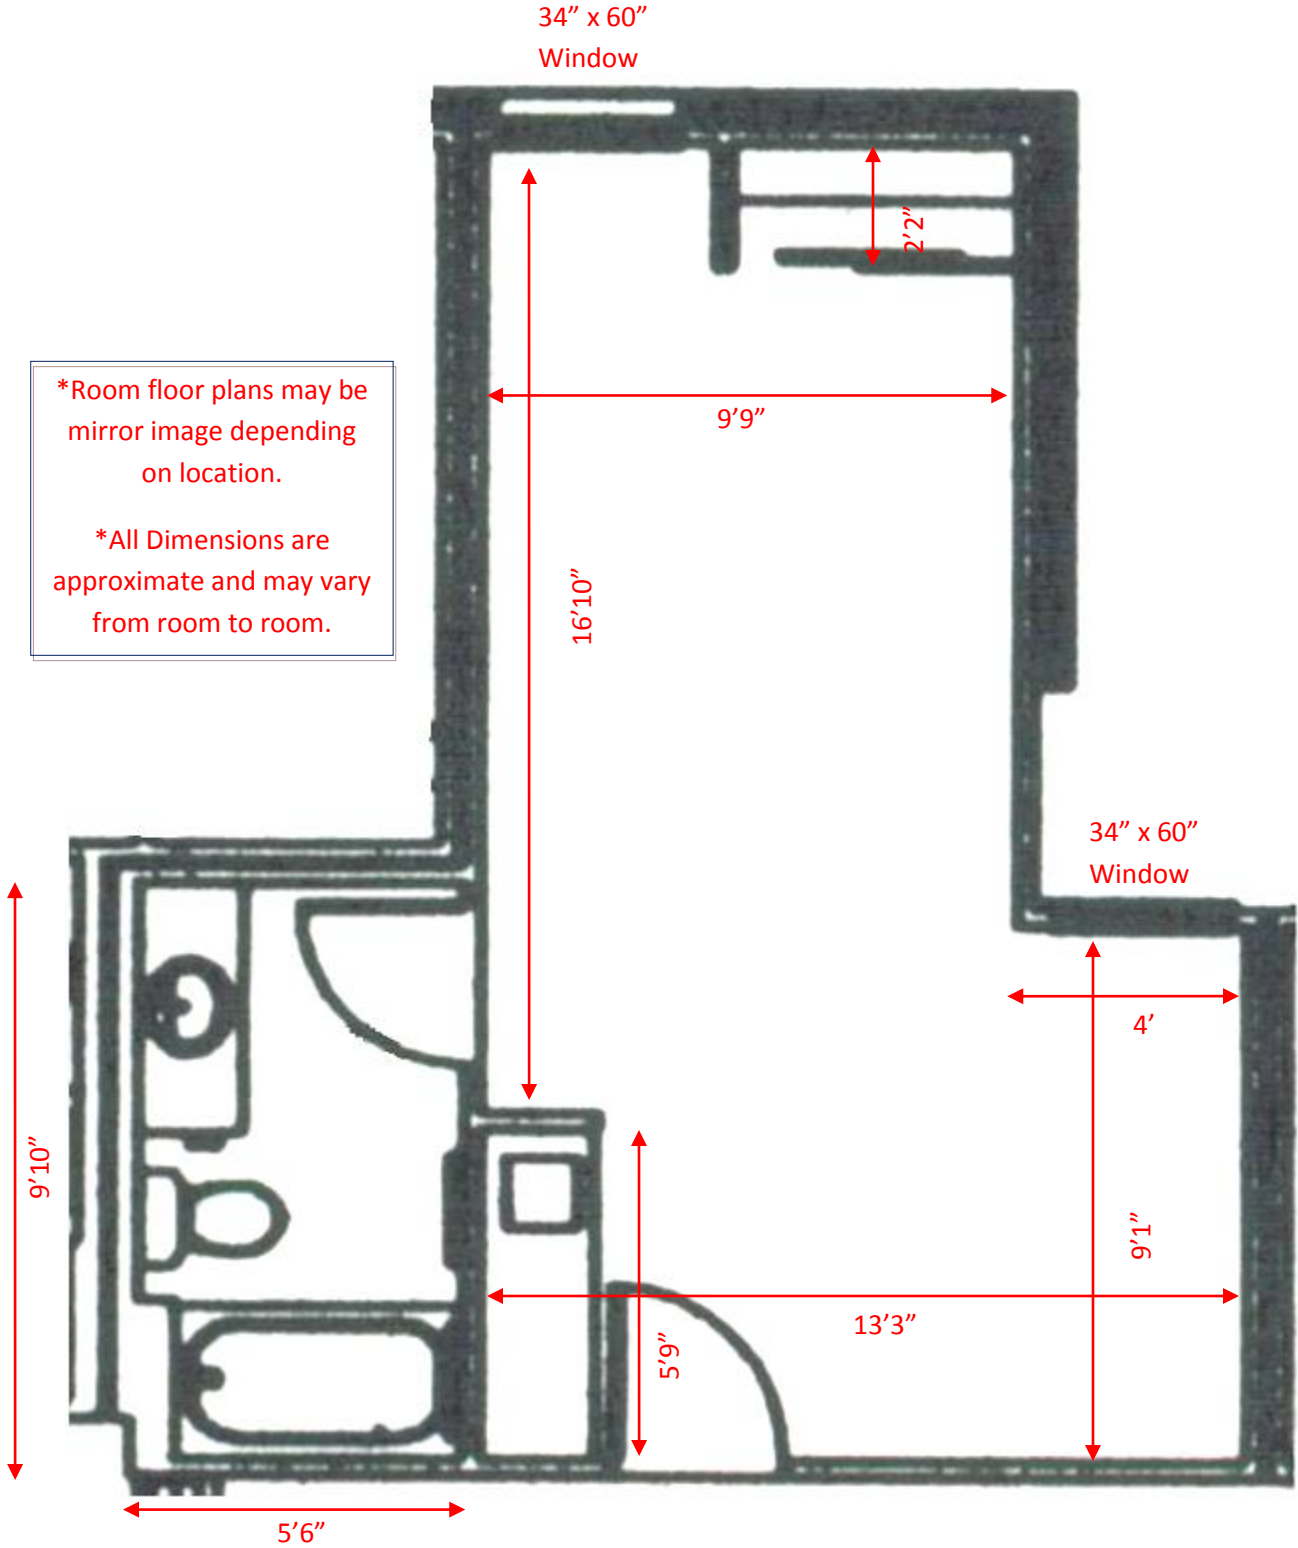 34” x 60”
Window
2’2”
*Room floor plans may be
mirror image depending
on location.
*All Dimensions are
approximate and may vary
from room to room.
9’9”
16’10”
34” x 60”
Window
4’
9’10”
9’1”
13’3”
5’9”
5’6”